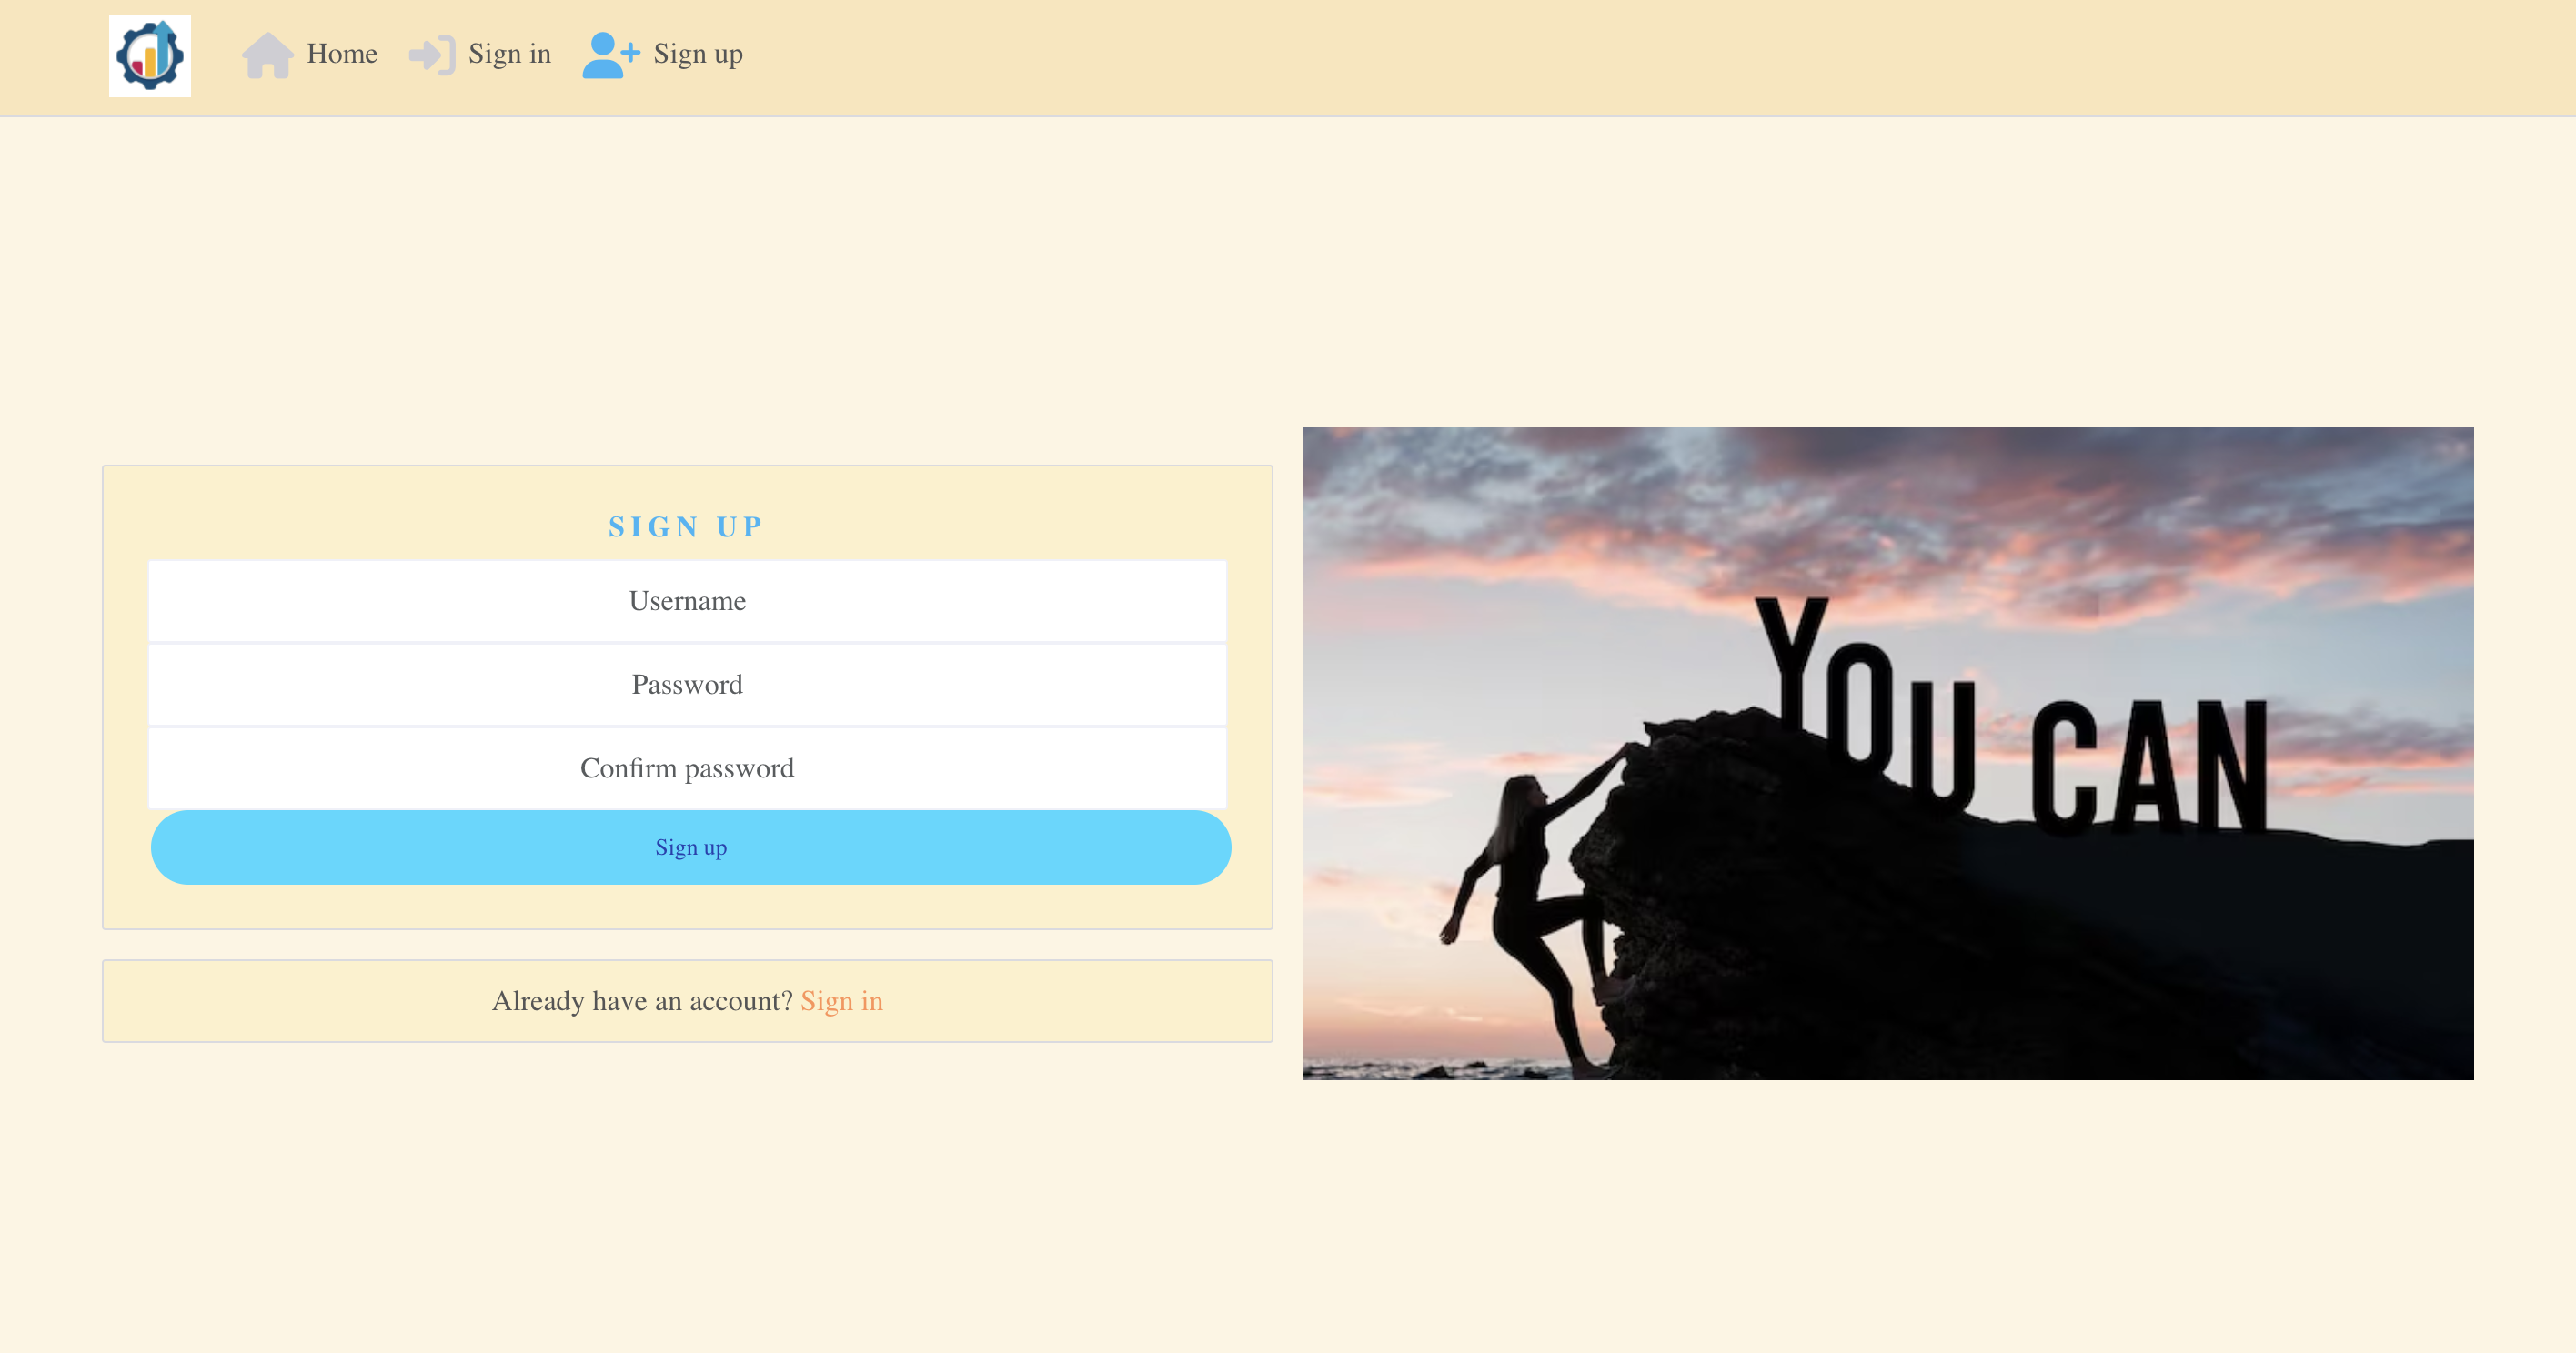 Home Sign in Sign up
SIGN UP
Username
Password
Confirm password
Sign up
Already have an account? Sign in
YOU CAN